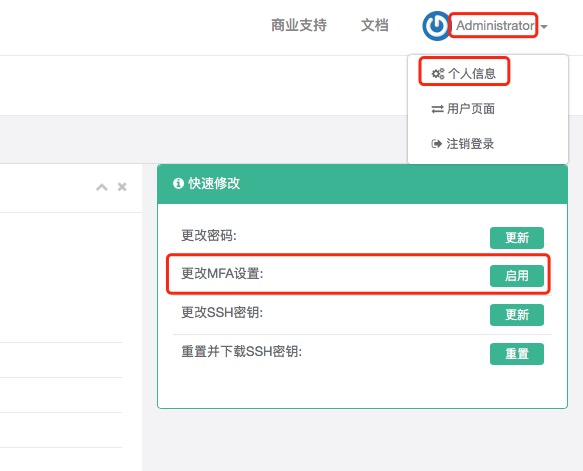 商业支持 文档 Administrator
个人信息
用户页面
注销登录
快速修改
更改密码: 更新
更改MFA设置: 启用
更改SSH密钥: 更新
重置并下载SSH密钥: 重置